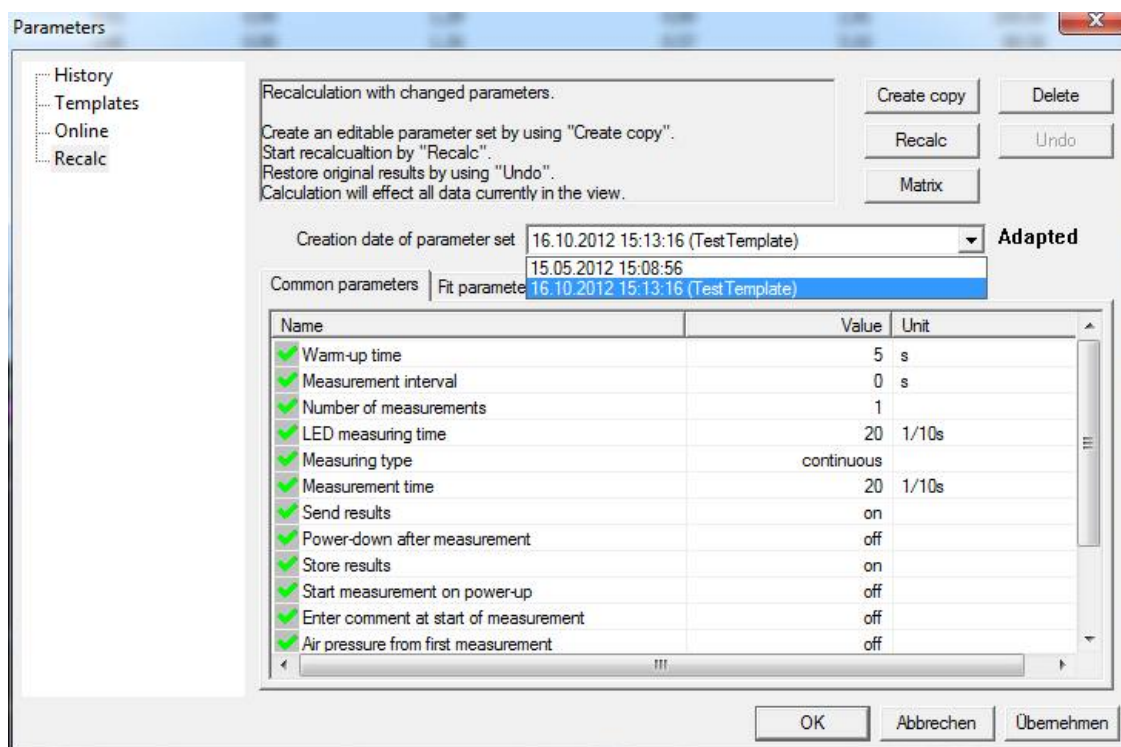 Parameters
History
Templates
Online
Recalc
Recalculation with changed parameters.
Create an editable parameter set by using "Create copy".
Start recalcualtion by "Recalc".
Restore original results by using "Undo".
Calculation will effect all data currently in the view.
Create copy
Delete
Recalc
Undo
Matrix
Creation date of parameter set 16.10.2012 15:13:16 (TestTemplate) Adapted
15.05.2012 15:08:56
16.10.2012 15:13:16 (TestTemplate)
Common parameters Fit paramete
Name Value Unit
Warm-up time 5 s
Measurement interval 0 s
Number of measurements 1
LED measuring time 20 1/10s
Measuring type continuous
Measurement time 20 1/10s
Send results on
Power-down after measurement off
Store results on
Start measurement on power-up off
Enter comment at start of measurement off
Air pressure from first measurement off
OK Abbrechen Übernehmen